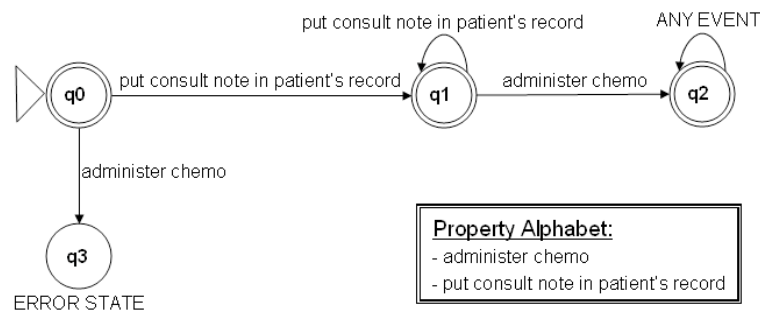 put consult note in patient's record
ANY EVENT
q0
put consult note in patient's record
q1
administer chemo
q2
administer chemo
q3
ERROR STATE
Property Alphabet:
- administer chemo
- put consult note in patient's record